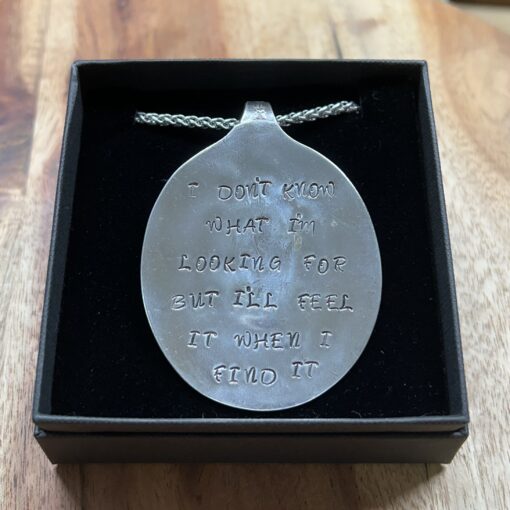 I DON'T KNOW
WHAT I'M
LOOKING FOR
BUT I'LL FEEL
IT WHEN I
FIND IT